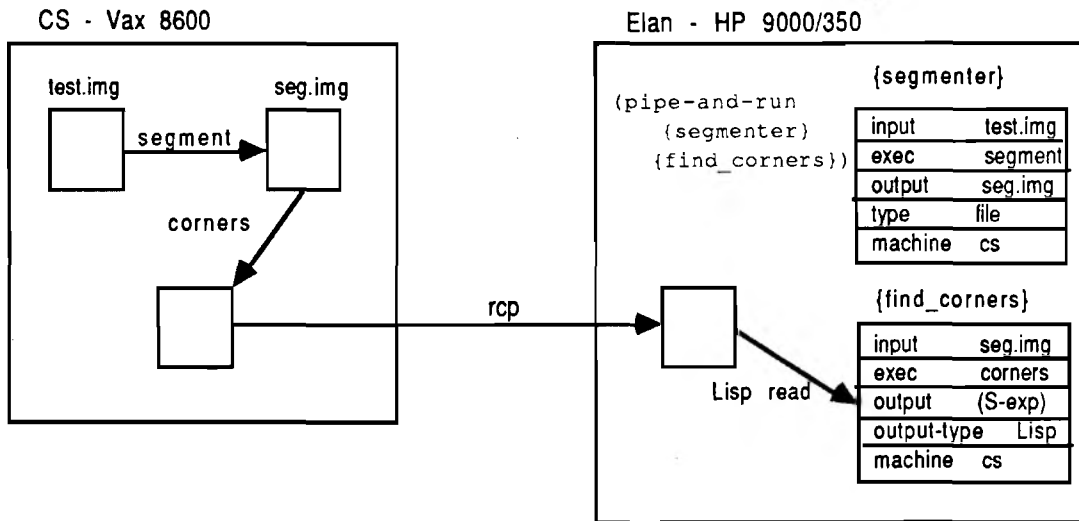 CS - Vax 8600
test.img
seg.img
segment
corners
rcp
Elan - HP 9000/350
(pipe-and-run
{segmenter}
{find_corners})
Lisp read
{segmenter}
input test.img
exec segment
output seg.img
type file
machine cs
{find_corners}
input seg.img
exec corners
output (S-exp)
output-type Lisp
machine cs